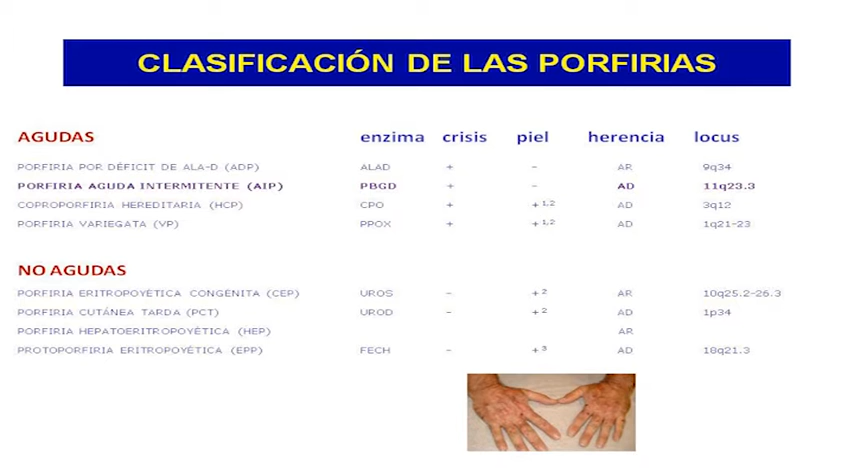 CLASIFICACIÓN DE LAS PORFIRIAS
AGUDAS enzima crisis piel herencia locus
PORFIRIA POR DÉFICIT DE ALA-D (ADP) ALAD + - AR 9q34
PORFIRIA AGUDA INTERMITENTE (AIP) PBGD + - AD 11q23.3
COPROPORFIRIA HEREDITARIA (HCP) CPO + +1,2 AD 3q12
PORFIRIA VARIEGATA (VP) PPOX + +1,2 AD 1q21-23
NO AGUDAS
PORFIRIA ERITROPOYÉTICA CONGÉNITA (CEP) UROS - +2 AR 10q25.2-26.3
PORFIRIA CUTÁNEA TARDA (PCT) UROD - +2 AD 1p34
PORFIRIA HEPATOERITROPOYÉTICA (HEP) AR
PROTOPORFIRIA ERITROPOYÉTICA (EPP) FECH - +3 AD 18q21.3